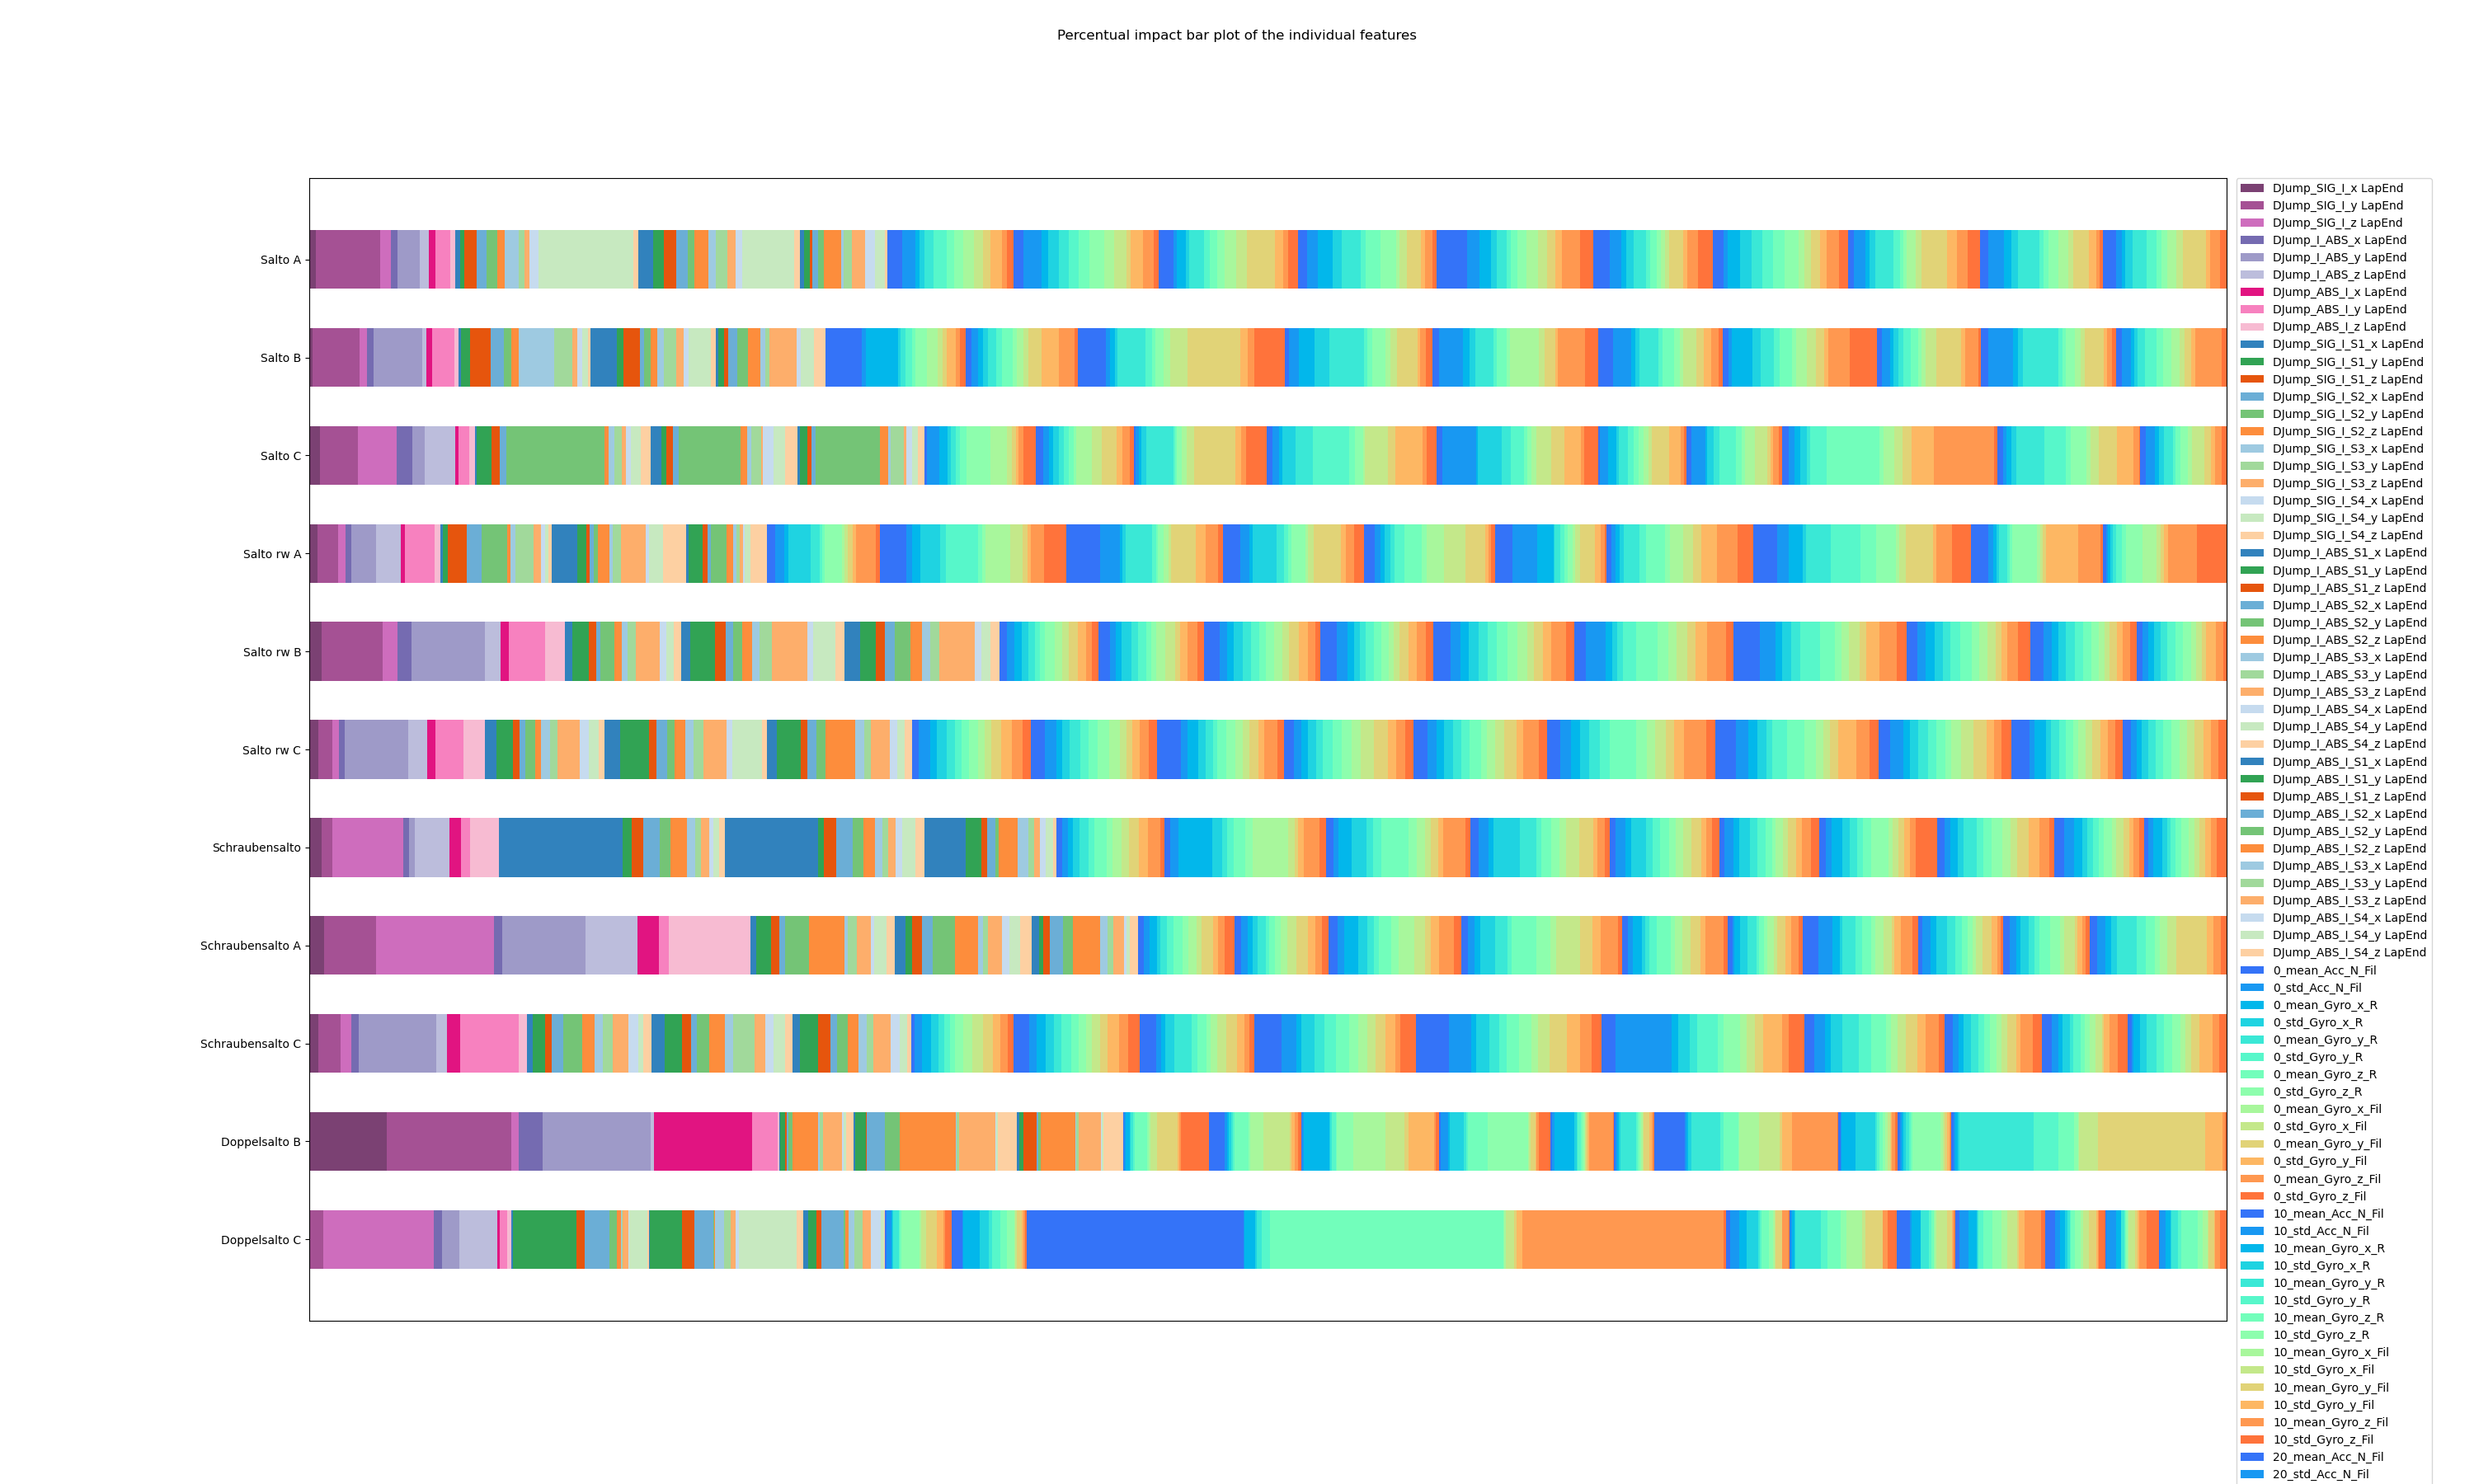 Percentual impact bar plot of the individual features
Salto A
Salto B
Salto C
Salto rw A
Salto rw B
Salto rw C
Schraubensalto
Schraubensalto A
Schraubensalto C
Doppelsalto B
Doppelsalto C
DJump_SIG_I_x LapEnd
DJump_SIG_I_y LapEnd
DJump_SIG_I_z LapEnd
DJump_I_ABS_x LapEnd
DJump_I_ABS_y LapEnd
DJump_I_ABS_z LapEnd
DJump_ABS_I_x LapEnd
DJump_ABS_I_y LapEnd
DJump_ABS_I_z LapEnd
DJump_SIG_I_S1_x LapEnd
DJump_SIG_I_S1_y LapEnd
DJump_SIG_I_S1_z LapEnd
DJump_SIG_I_S2_x LapEnd
DJump_SIG_I_S2_y LapEnd
DJump_SIG_I_S2_z LapEnd
DJump_SIG_I_S3_x LapEnd
DJump_SIG_I_S3_y LapEnd
DJump_SIG_I_S3_z LapEnd
DJump_SIG_I_S4_x LapEnd
DJump_SIG_I_S4_y LapEnd
DJump_SIG_I_S4_z LapEnd
DJump_I_ABS_S1_x LapEnd
DJump_I_ABS_S1_y LapEnd
DJump_I_ABS_S1_z LapEnd
DJump_I_ABS_S2_x LapEnd
DJump_I_ABS_S2_y LapEnd
DJump_I_ABS_S2_z LapEnd
DJump_I_ABS_S3_x LapEnd
DJump_I_ABS_S3_y LapEnd
DJump_I_ABS_S3_z LapEnd
DJump_I_ABS_S4_x LapEnd
DJump_I_ABS_S4_y LapEnd
DJump_I_ABS_S4_z LapEnd
DJump_ABS_I_S1_x LapEnd
DJump_ABS_I_S1_y LapEnd
DJump_ABS_I_S1_z LapEnd
DJump_ABS_I_S2_x LapEnd
DJump_ABS_I_S2_y LapEnd
DJump_ABS_I_S2_z LapEnd
DJump_ABS_I_S3_x LapEnd
DJump_ABS_I_S3_y LapEnd
DJump_ABS_I_S3_z LapEnd
DJump_ABS_I_S4_x LapEnd
DJump_ABS_I_S4_y LapEnd
DJump_ABS_I_S4_z LapEnd
0_mean_Acc_N_Fil
0_std_Acc_N_Fil
0_mean_Gyro_x_R
0_std_Gyro_x_R
0_mean_Gyro_y_R
0_std_Gyro_y_R
0_mean_Gyro_z_R
0_std_Gyro_z_R
0_mean_Gyro_x_Fil
0_std_Gyro_x_Fil
0_mean_Gyro_y_Fil
0_std_Gyro_y_Fil
0_mean_Gyro_z_Fil
0_std_Gyro_z_Fil
10_mean_Acc_N_Fil
10_std_Acc_N_Fil
10_mean_Gyro_x_R
10_std_Gyro_x_R
10_mean_Gyro_y_R
10_std_Gyro_y_R
10_mean_Gyro_z_R
10_std_Gyro_z_R
10_mean_Gyro_x_Fil
10_std_Gyro_x_Fil
10_mean_Gyro_y_Fil
10_std_Gyro_y_Fil
10_mean_Gyro_z_Fil
10_std_Gyro_z_Fil
20_mean_Acc_N_Fil
20_std_Acc_N_Fil